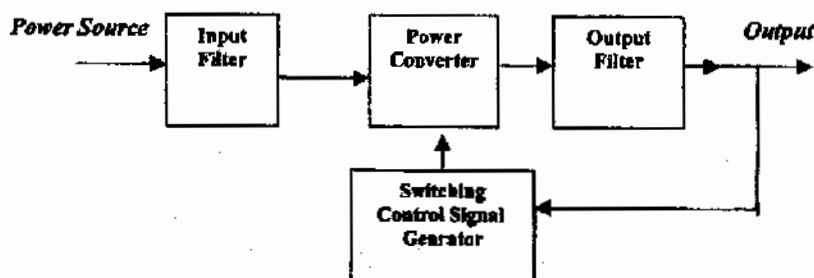 Power Source
Input
Filter
Power
Converter
Output
Filter
Output
Switching
Control Signal
Genrator